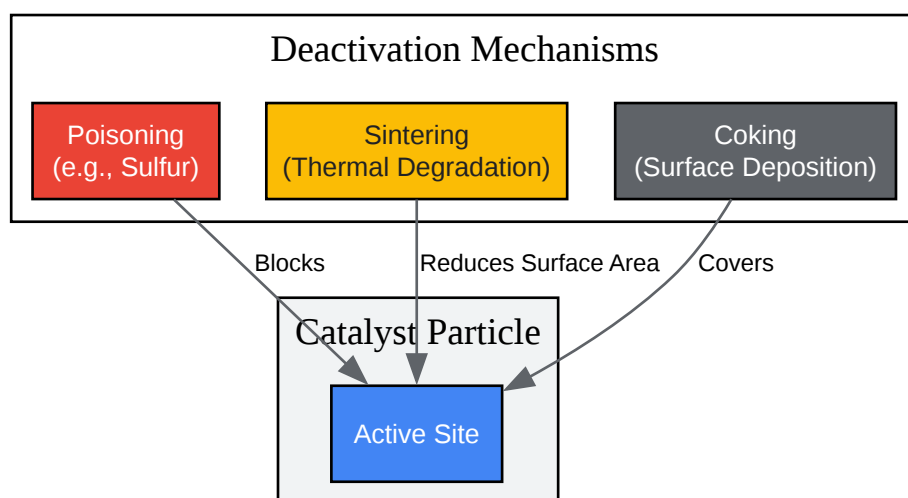 Deactivation Mechanisms
Poisoning
(e.g., Sulfur)
Sintering
(Thermal Degradation)
Coking
(Surface Deposition)
Blocks
Reduces Surface Area
Covers
Catalyst Particle
Active Site